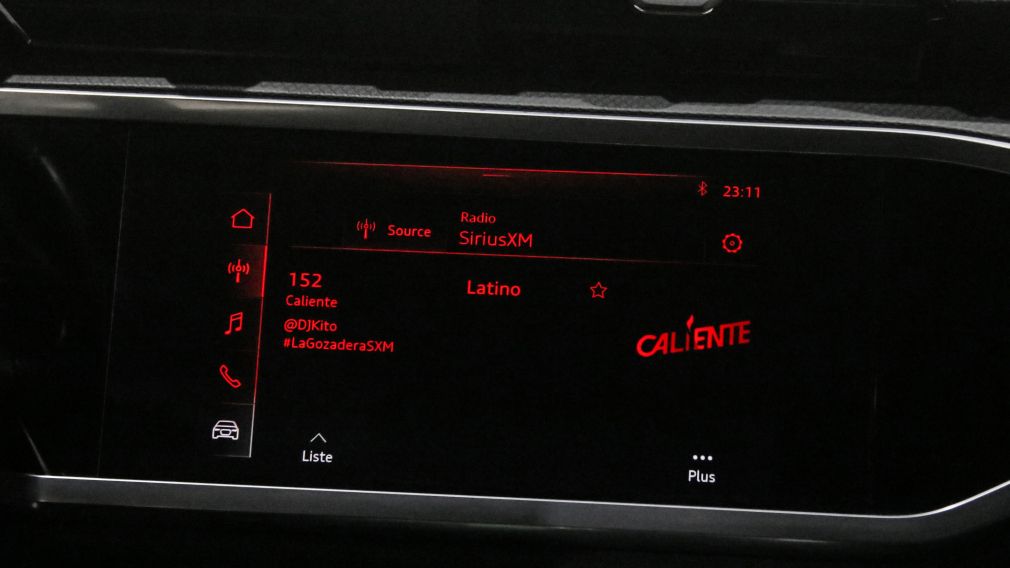 23:11
Source
Radio
SiriusXM
152
Latino
Caliente
@DJKito
#LaGozaderaSXM
CALIENTE
Liste
Plus